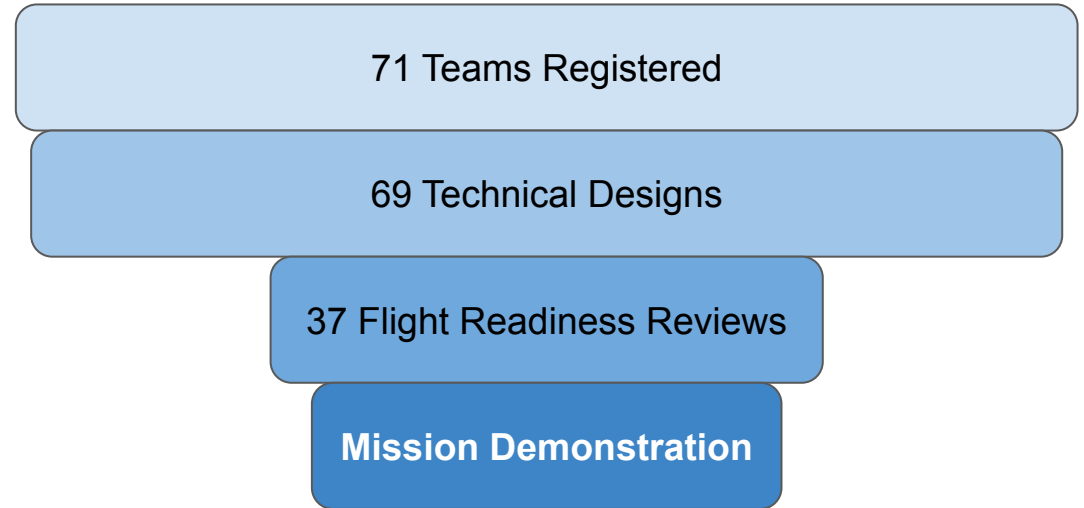 71 Teams Registered
69 Technical Designs
37 Flight Readiness Reviews
Mission Demonstration